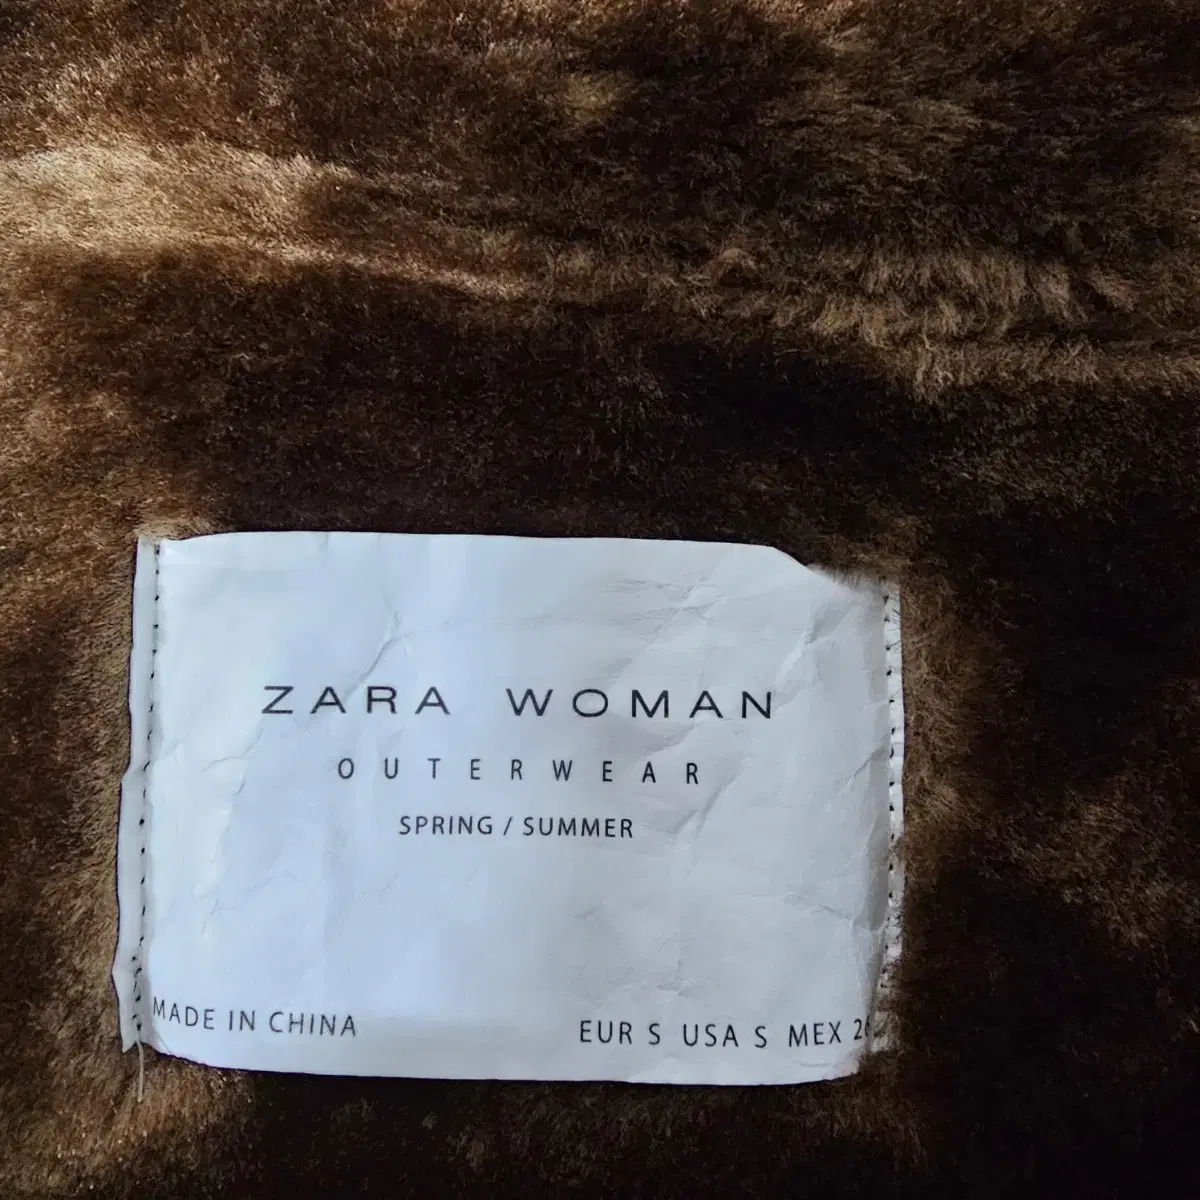 ZARA WOMAN
OUTERWEAR
SPRING / SUMMER
MADE IN CHINA
EUR S USA S MEX